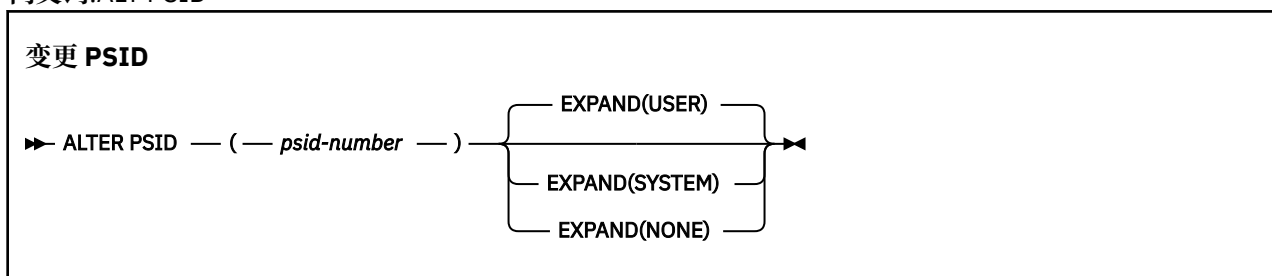 变更 PSID
EXPAND(USER)
ALTER PSID ( psid-number )
EXPAND(SYSTEM)
EXPAND(NONE)